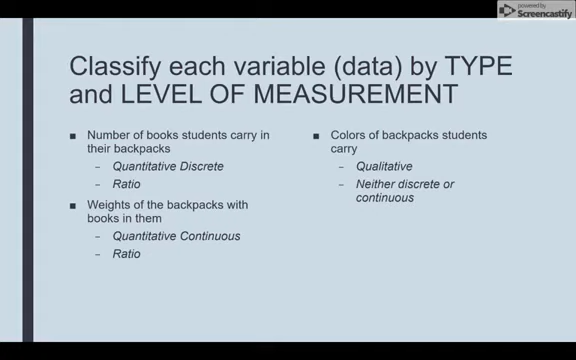 powered by
Screencastify
Classify each variable (data) by TYPE
and LEVEL OF MEASUREMENT
■ Number of books students carry in
their backpacks
– Quantitative Discrete
– Ratio
■ Weights of the backpacks with
books in them
– Quantitative Continuous
– Ratio
■ Colors of backpacks students
carry
– Qualitative
– Neither discrete or
continuous